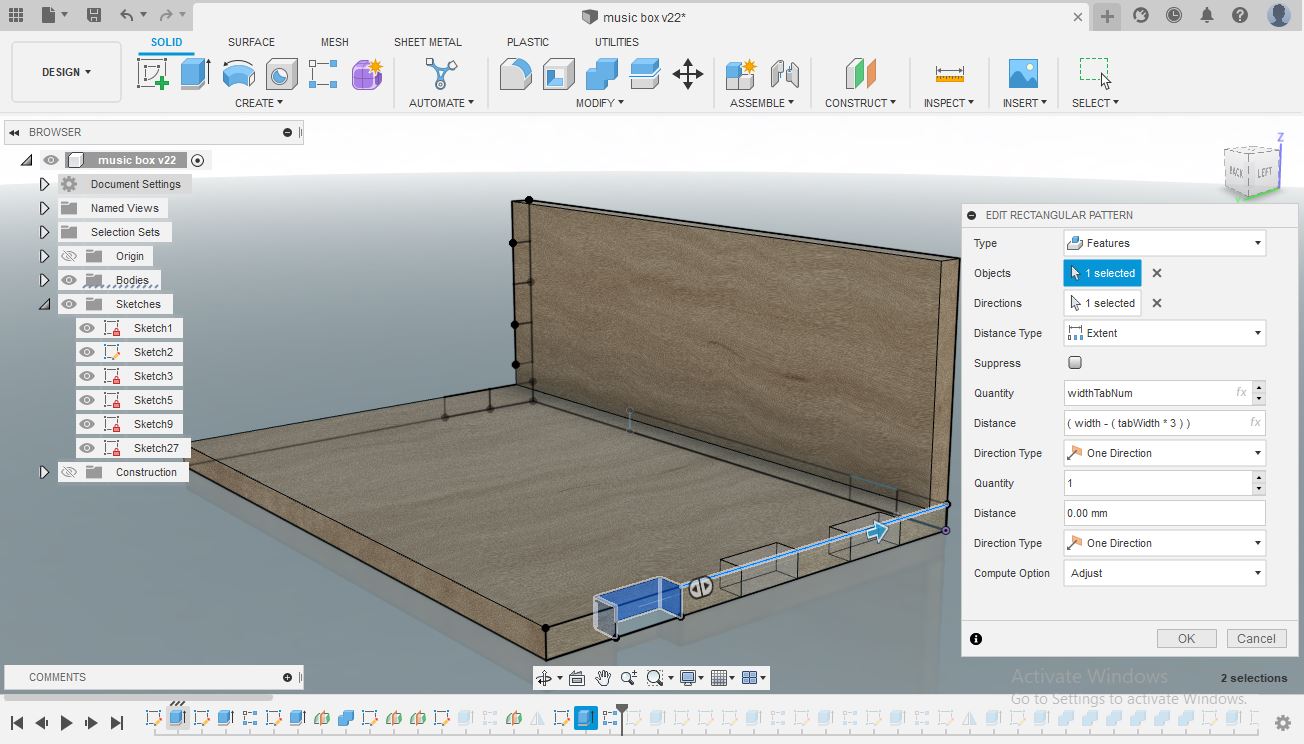 music box v22*
SOLID SURFACE MESH SHEET METAL PLASTIC UTILITIES
DESIGN
CREATE AUTOMATE MODIFY ASSEMBLE CONSTRUCT INSPECT INSERT SELECT
BROWSER
music box v22
Document Settings
Named Views
Selection Sets
Origin
Bodies
Sketches
Sketch1
Sketch2
Sketch3
Sketch5
Sketch9
Sketch27
Construction
Z
BACK LEFT
EDIT RECTANGULAR PATTERN
Type Features
Objects 1 selected
Directions 1 selected
Distance Type Extent
Suppress
Quantity widthTabNum fx
Distance ( width - ( tabWidth * 3 ) ) fx
Direction Type One Direction
Quantity 1
Distance 0.00 mm
Direction Type One Direction
Compute Option Adjust
OK Cancel
COMMENTS
Activate Windows
2 selections
Go to Settings to activate Windows.